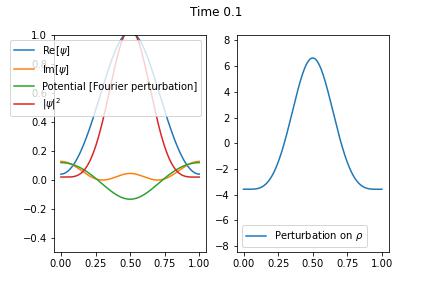 Time 0.1
1.0
0.8
0.6
0.4
0.2
0.0
−0.2
−0.4
0.00 0.25 0.50 0.75 1.00
Re[ψ]
Im[ψ]
Potential [Fourier perturbation]
|ψ|²
8
6
4
2
0
−2
−4
−6
−8
0.00 0.25 0.50 0.75 1.00
Perturbation on ρ